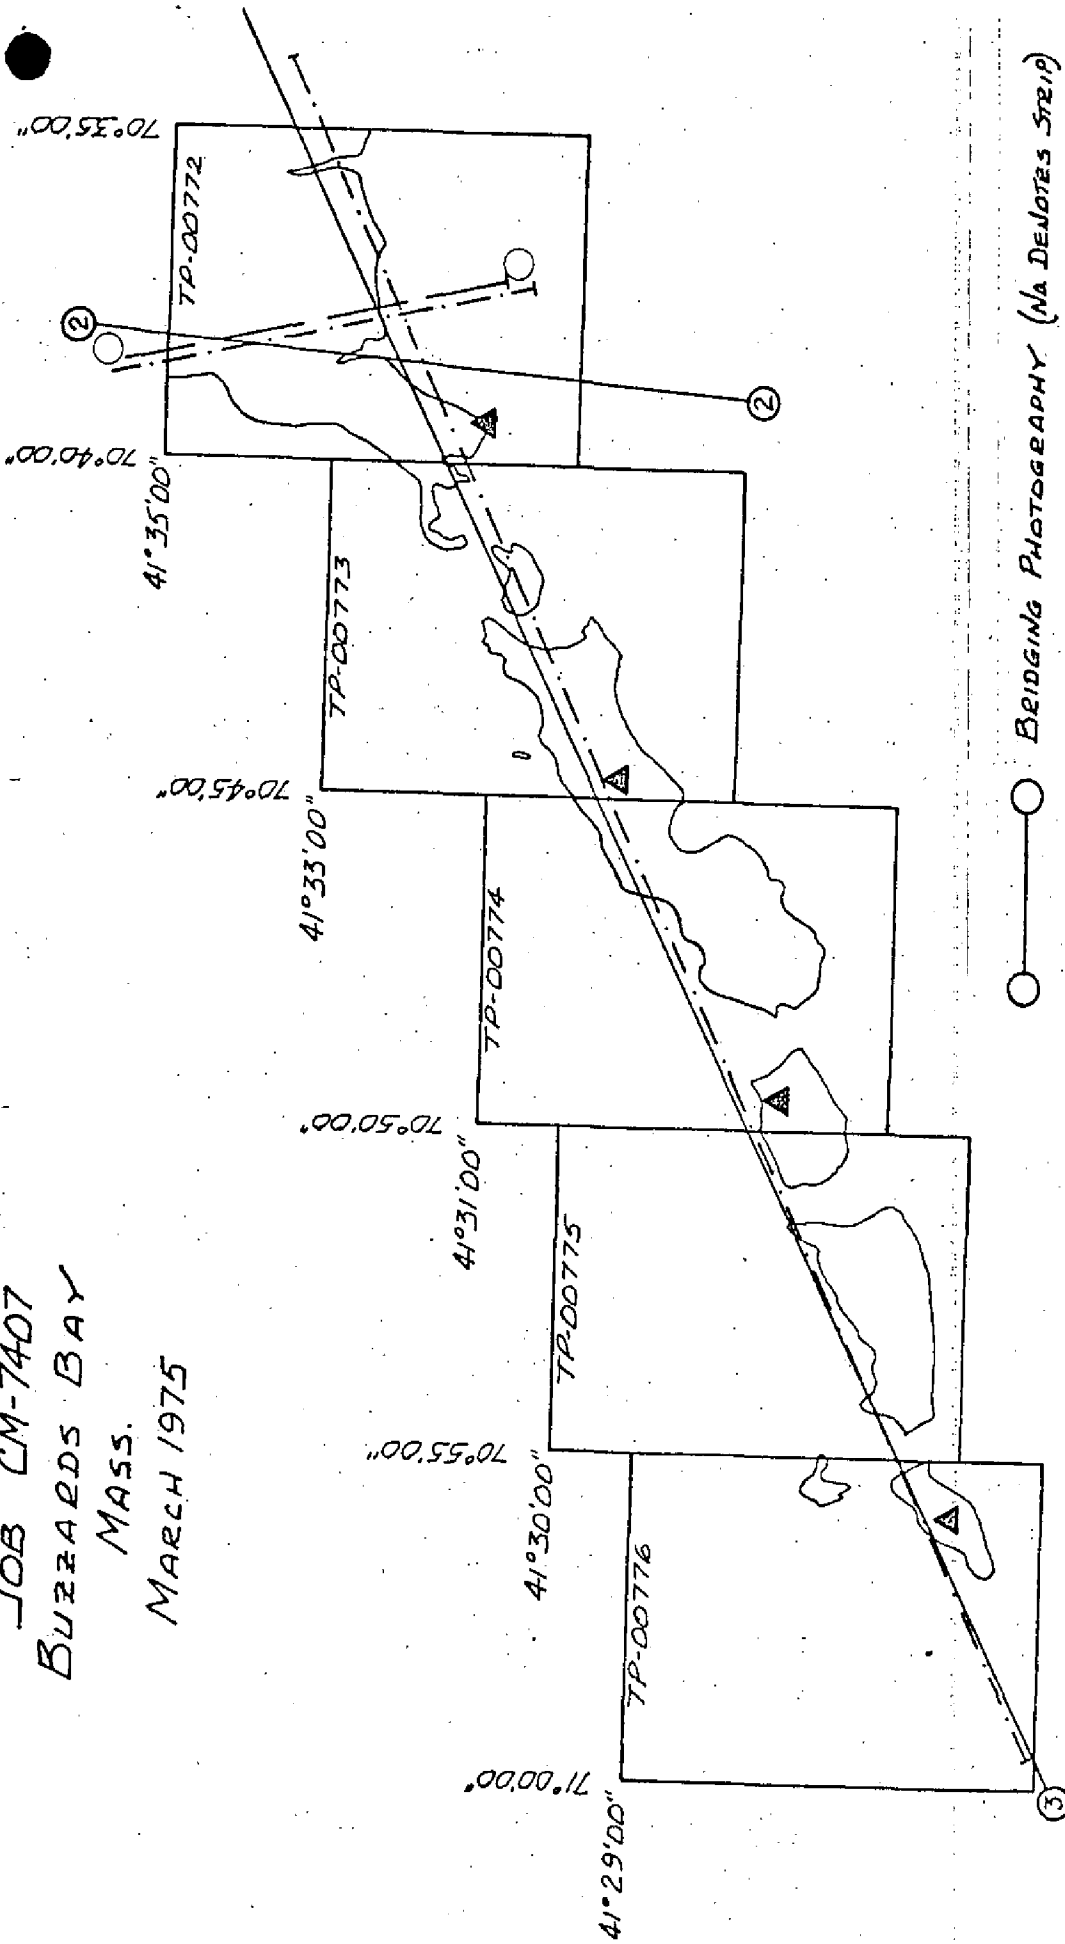 JOB CM-7407
BUZZARDS BAY
MASS.
MARCH 1975
70°35'00"
TP-00772
2
70°40'00"
41°35'00"
2
TP-00773
70°45'00"
41°33'00"
TP-00774
70°50'00"
41°31'00"
TP-00775
70°55'00"
41°30'00"
TP-00776
71°00'00"
41°29'00"
3
BRIDGING PHOTOGRAPHY (No DENOTES STRIP)